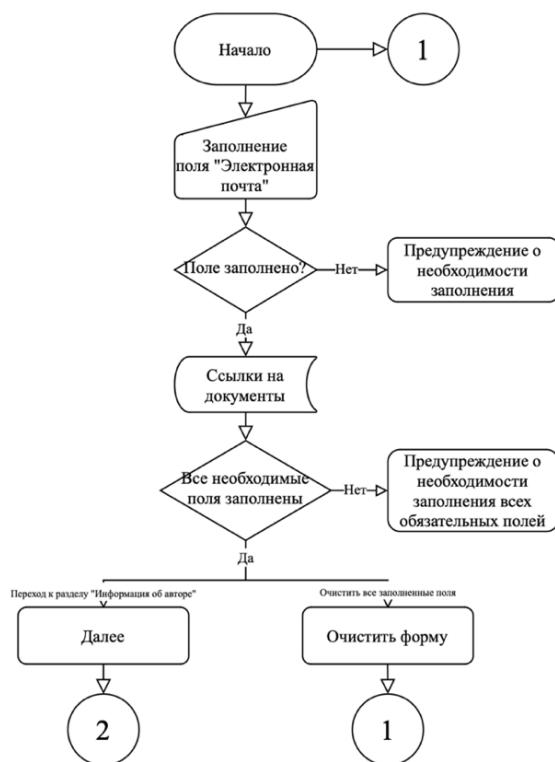 Начало
1
Заполнение
поля "Электронная
почта"
Поле заполнено?
Нет
Предупреждение о
необходимости
заполнения
Да
Ссылки на
документы
Все необходимые
поля заполнены
Нет
Предупреждение о
необходимости
заполнения всех
обязательных полей
Да
Переход к разделу "Информация об авторе"
Очистить все заполненные поля
Далее
Очистить форму
2
1